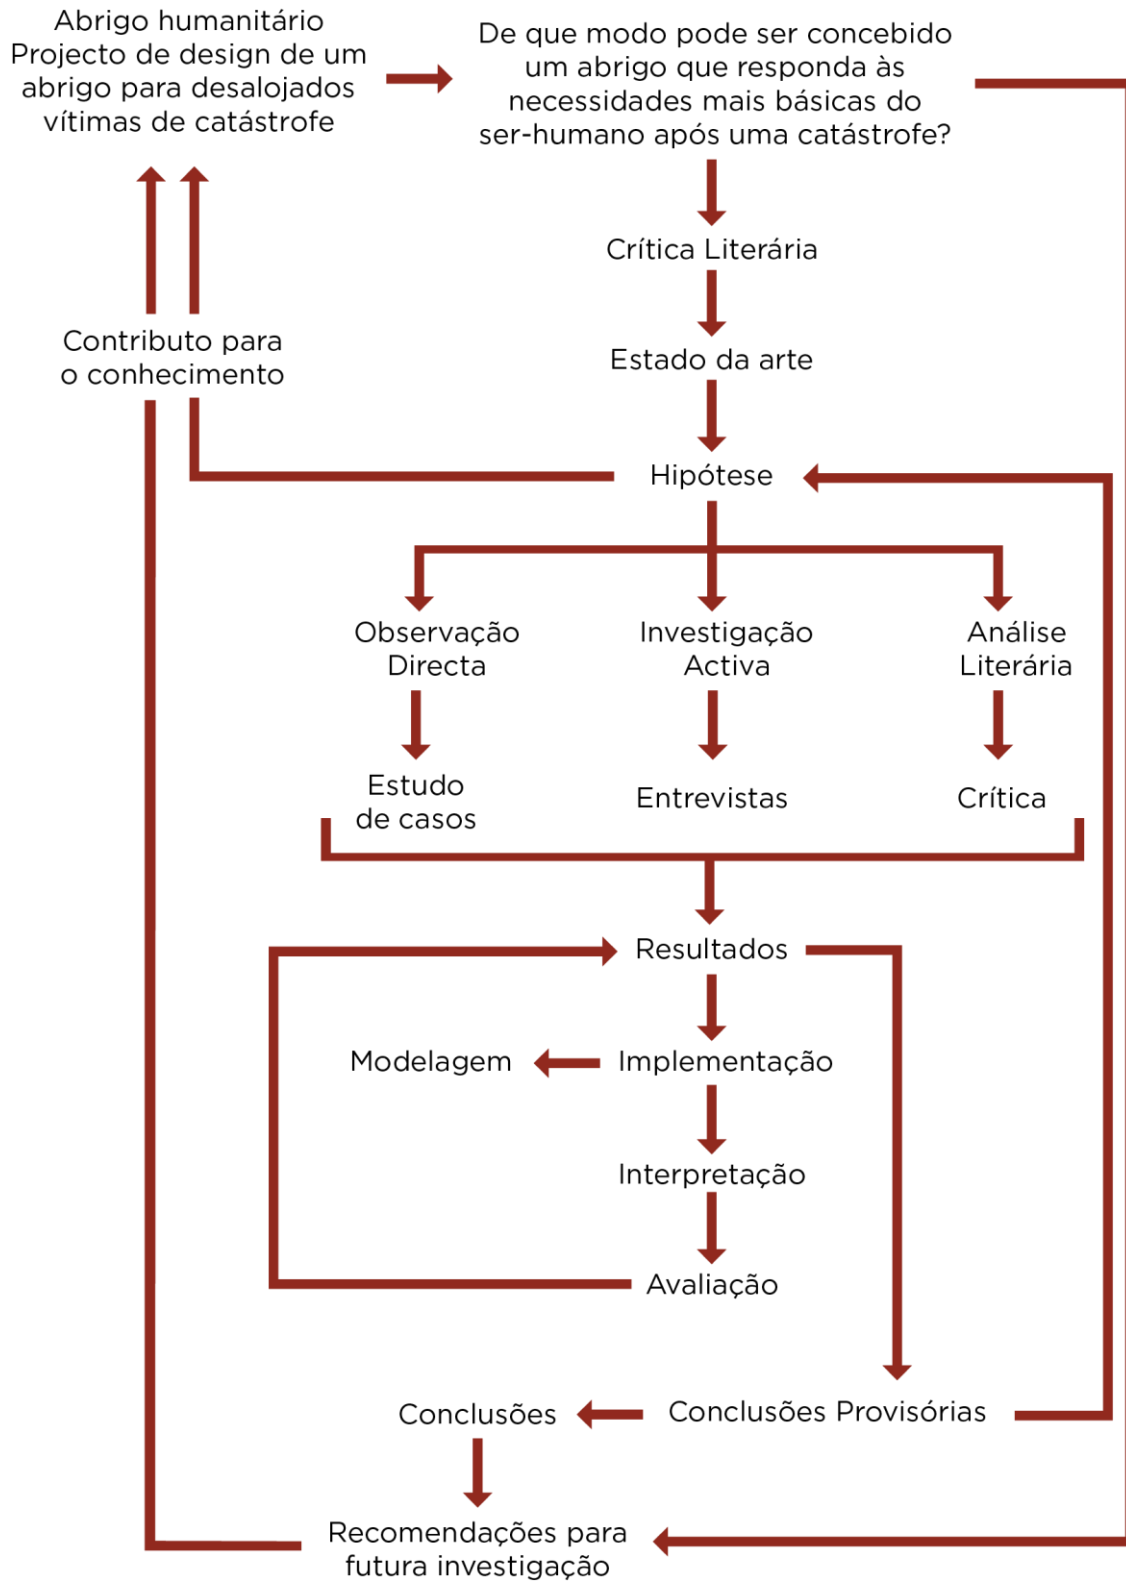 Abrigo humanitário
Projecto de design de um
abrigo para desalojados
vítimas de catástrofe
De que modo pode ser concebido
um abrigo que responda às
necessidades mais básicas do
ser-humano após uma catástrofe?
Crítica Literária
Contributo para
o conhecimento
Estado da arte
Hipótese
Observação
Directa
Investigação
Activa
Análise
Literária
Estudo
de casos
Entrevistas
Crítica
Resultados
Modelagem
Implementação
Interpretação
Avaliação
Conclusões
Conclusões Provisórias
Recomendações para
futura investigação